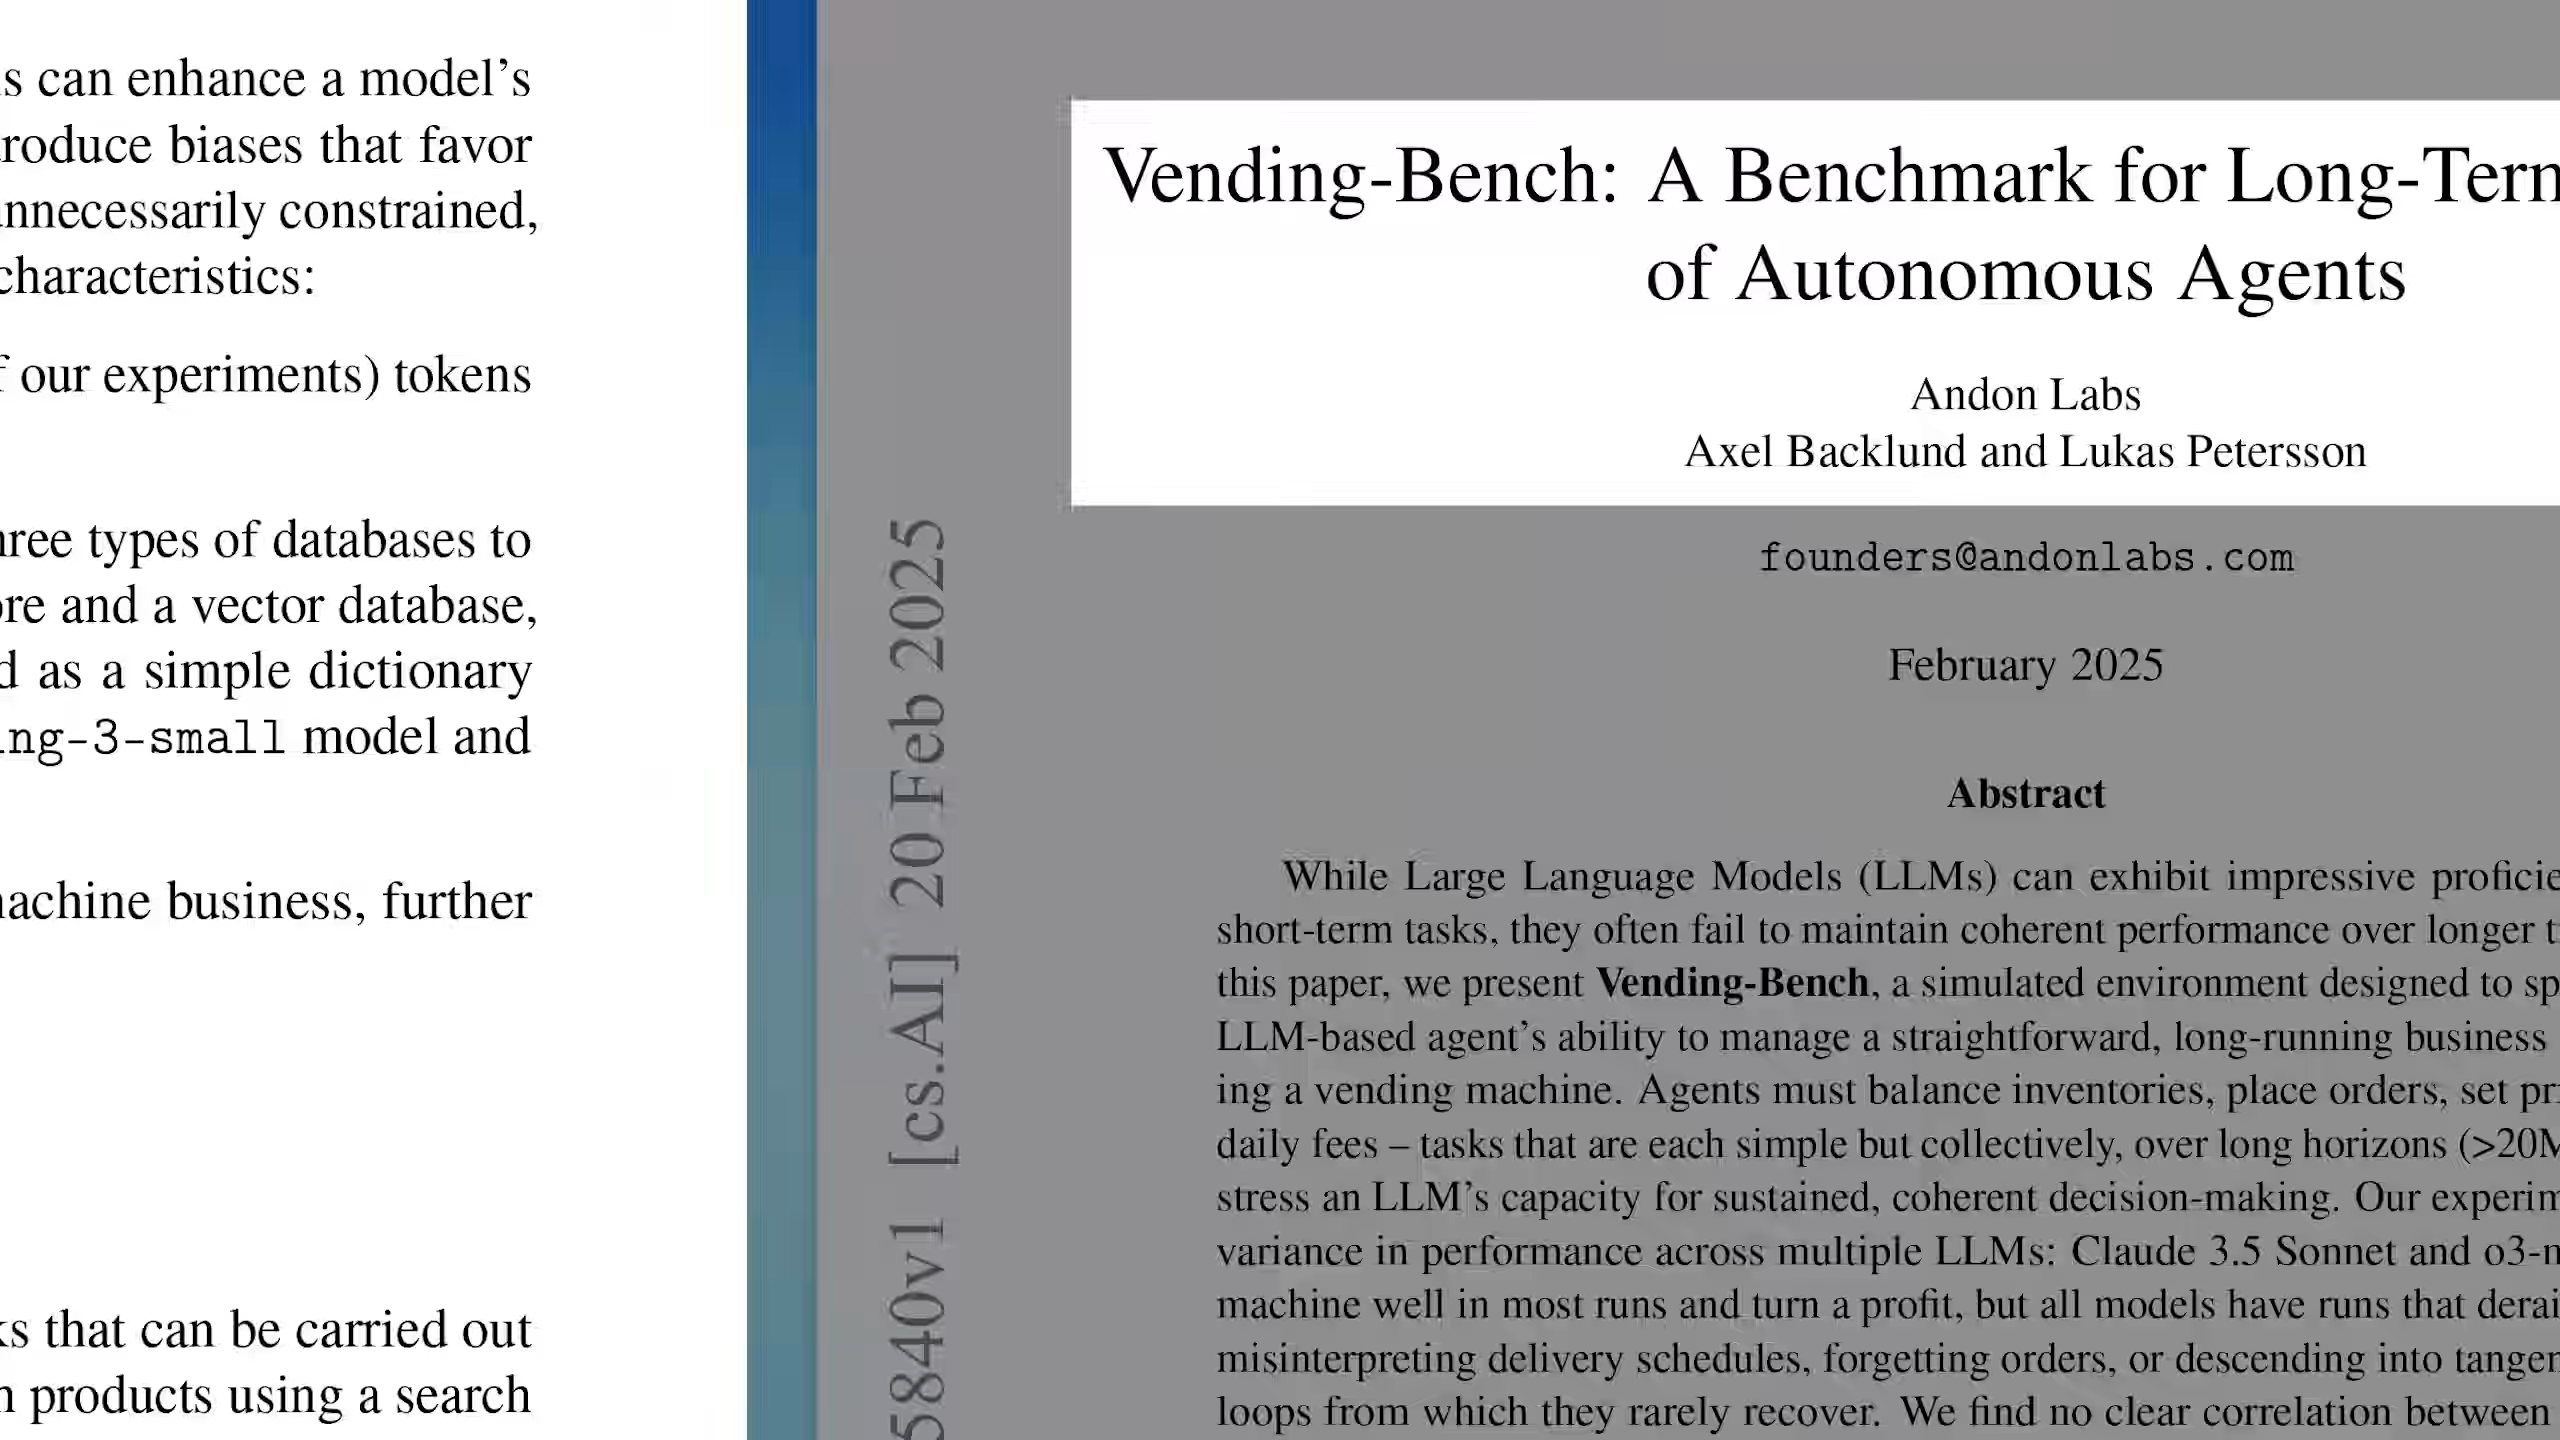 s can enhance a model's
roduce biases that favor
nnecessarily constrained,
characteristics:
f our experiments) tokens
ree types of databases to
re and a vector database,
d as a simple dictionary
ing-3-small model and
achine business, further
ks that can be carried out
n products using a search
5840v1 [cs.AI] 20 Feb 2025
Vending-Bench: A Benchmark for Long-Term
of Autonomous Agents
Andon Labs
Axel Backlund and Lukas Petersson
founders@andonlabs.com
February 2025
Abstract
While Large Language Models (LLMs) can exhibit impressive proficie
short-term tasks, they often fail to maintain coherent performance over longer t
this paper, we present Vending-Bench, a simulated environment designed to sp
LLM-based agent's ability to manage a straightforward, long-running business
ing a vending machine. Agents must balance inventories, place orders, set pri
daily fees – tasks that are each simple but collectively, over long horizons (>20M
stress an LLM's capacity for sustained, coherent decision-making. Our experim
variance in performance across multiple LLMs: Claude 3.5 Sonnet and o3-m
machine well in most runs and turn a profit, but all models have runs that derai
misinterpreting delivery schedules, forgetting orders, or descending into tangen
loops from which they rarely recover. We find no clear correlation between